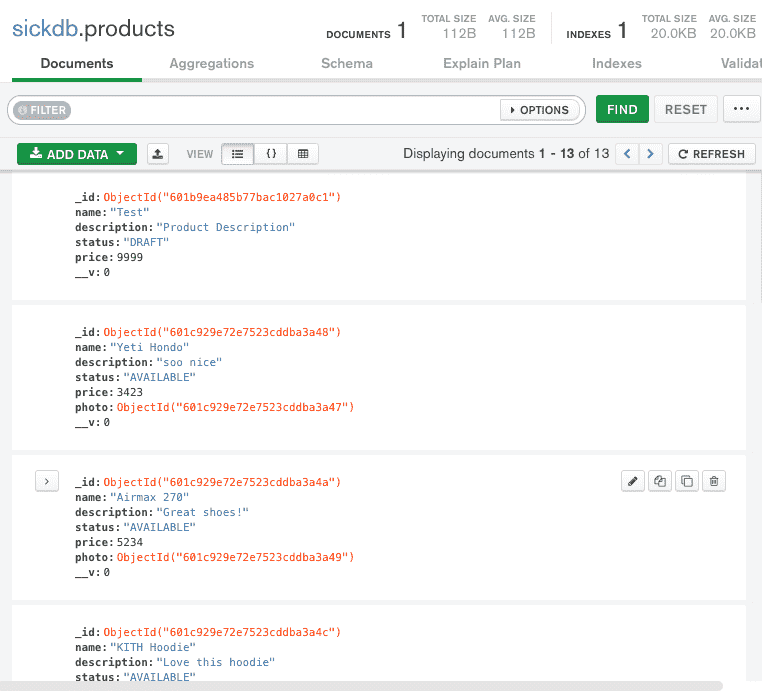 sickdb.products
DOCUMENTS 1
TOTAL SIZE 112B
AVG. SIZE 112B
INDEXES 1
TOTAL SIZE 20.0KB
AVG. SIZE 20.0KB
Documents Aggregations Schema Explain Plan Indexes Validat
FILTER OPTIONS FIND RESET ...
ADD DATA VIEW {} Displaying documents 1 - 13 of 13 < > REFRESH
_id: ObjectId("601b9ea485b77bac1027a0c1")
name: "Test"
description: "Product Description"
status: "DRAFT"
price: 9999
__v: 0
_id: ObjectId("601c929e72e7523cddba3a48")
name: "Yeti Hondo"
description: "soo nice"
status: "AVAILABLE"
price: 3423
photo: ObjectId("601c929e72e7523cddba3a47")
__v: 0
_id: ObjectId("601c929e72e7523cddba3a4a")
name: "Airmax 270"
description: "Great shoes!"
status: "AVAILABLE"
price: 5234
photo: ObjectId("601c929e72e7523cddba3a49")
__v: 0
_id: ObjectId("601c929e72e7523cddba3a4c")
name: "KITH Hoodie"
description: "Love this hoodie"
status: "AVAILABLE"